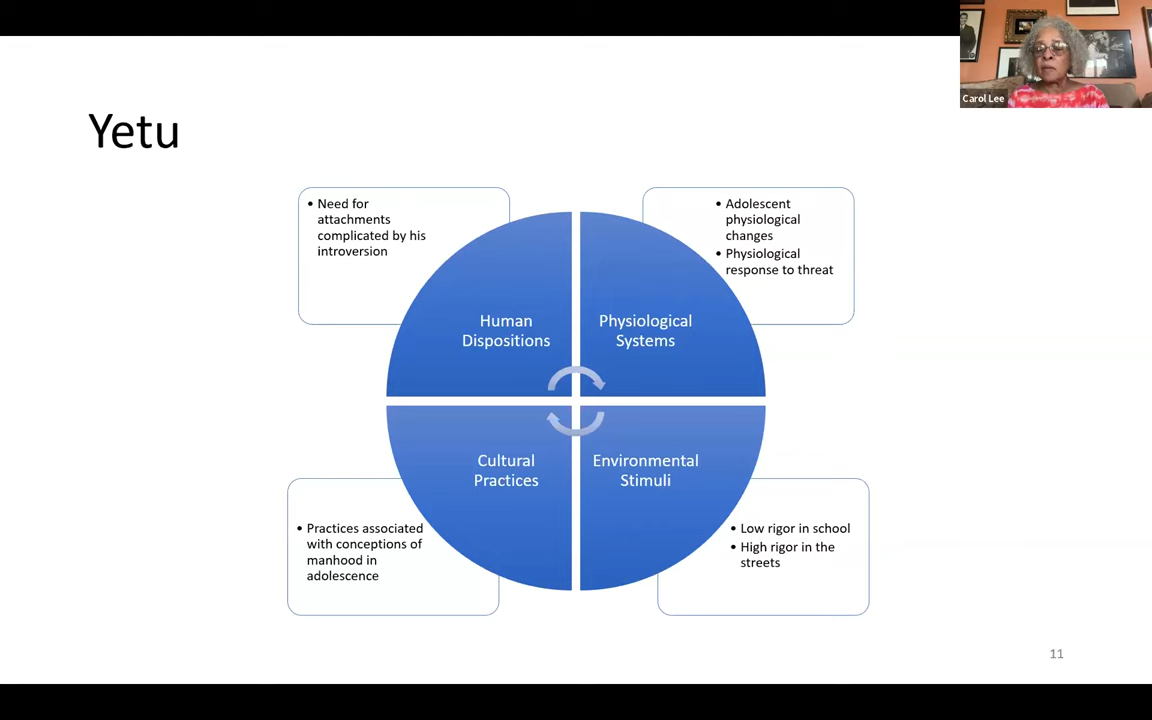 Carol Lee
Yetu
• Need for
attachments
complicated by his
introversion
• Adolescent
physiological
changes
• Physiological
response to threat
Human
Dispositions
Physiological
Systems
Cultural
Practices
Environmental
Stimuli
• Practices associated
with conceptions of
manhood in
adolescence
• Low rigor in school
• High rigor in the
streets
11